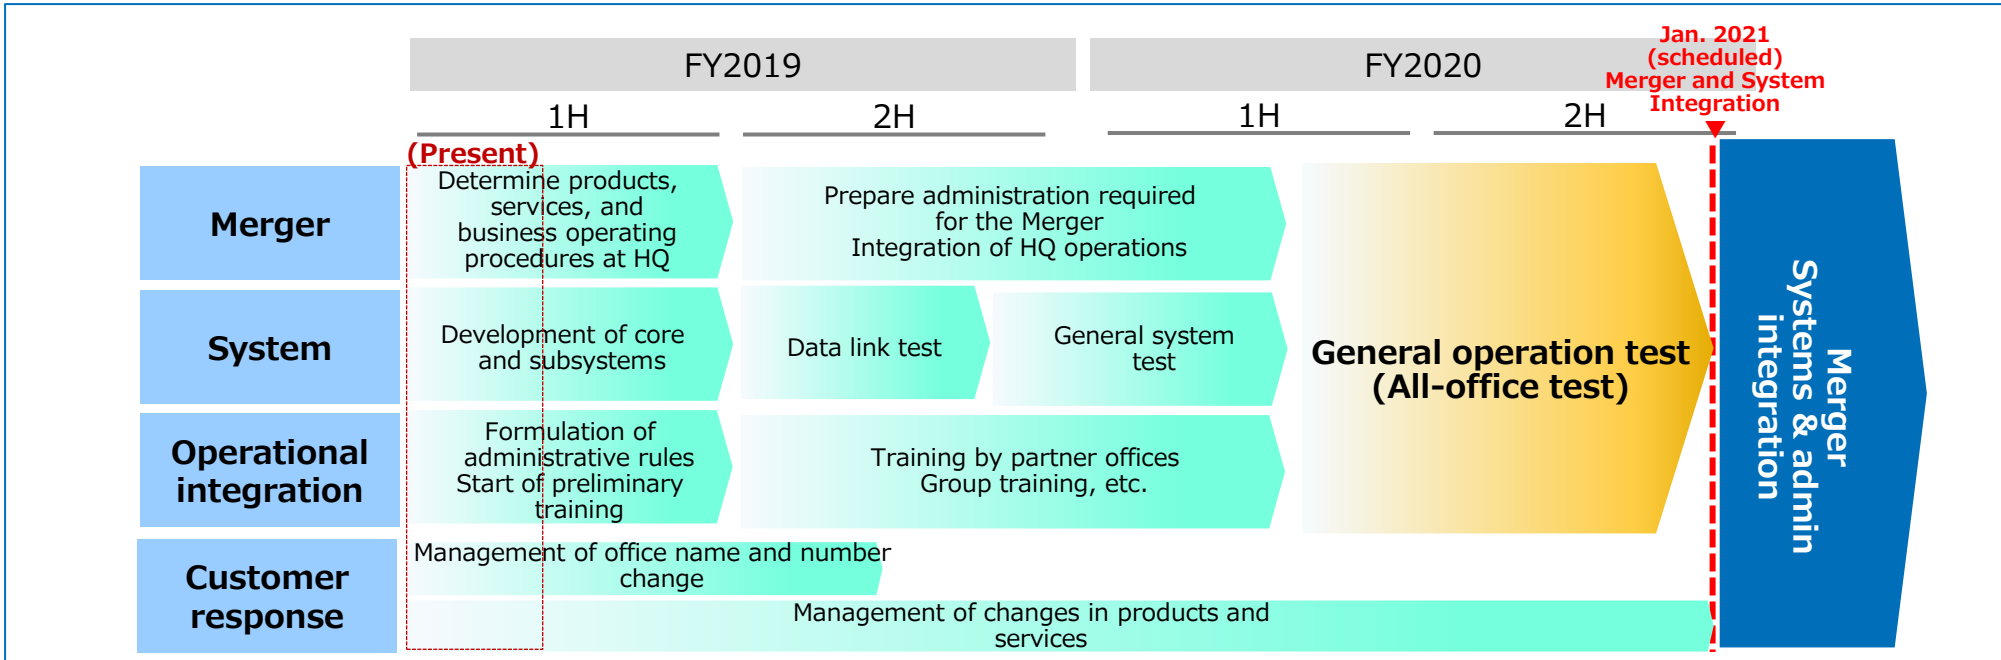 FY2019
FY2020
Jan. 2021
(scheduled)
Merger and System
Integration
1H
2H
1H
2H
(Present)
Merger
Determine products,
services, and
business operating
procedures at HQ
Prepare administration required
for the Merger
Integration of HQ operations
System
Development of core
and subsystems
Data link test
General system
test
General operation test
(All-office test)
Operational
integration
Formulation of
administrative rules
Start of preliminary
training
Training by partner offices
Group training, etc.
Customer
response
Management of office name and number
change
Management of changes in products and
services
Merger
Systems & admin
integration